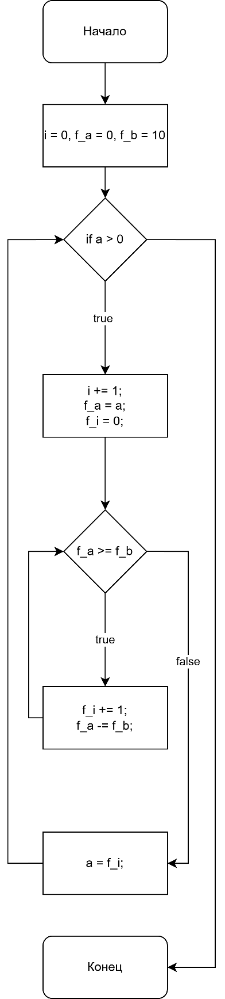 Начало
i = 0, f_a = 0, f_b = 10
if a > 0
true
i += 1;
f_a = a;
f_i = 0;
f_a >= f_b
true
false
f_i += 1;
f_a -= f_b;
a = f_i;
Конец